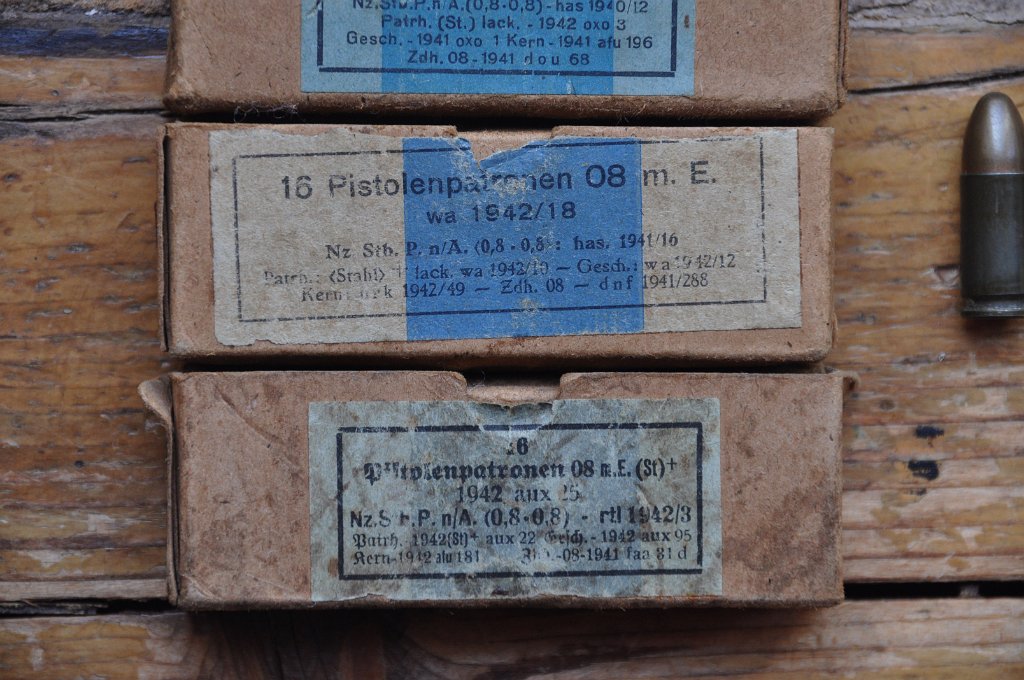 Nz.Stb.P.n/A.(0,8·0,8) - has 1940/12
Patrh. (St.) lack. - 1942 oxo 3
Gesch. - 1941 oxo 1 Kern - 1941 afu 196
Zdh. 08 - 1941 dou 68
16 Pistolenpatronen 08 m. E.
wa 1942/18
Nz. Stb. P. n/A. (0,8·0,8): has. 1941/16
Patrh.: (Stahl) lack. wa 1942/10 — Gesch.: wa 1942/12
Kern: 1942/49 — Zdh. 08 — dnf 1941/288
16
Pistolenpatronen 08 m.E.(St)+
1942 aux 25
Nz.Stb.P.n/A. (0,8·0,8) - rtl 1942/3
Patrh. 1942(St)+ aux 22 Gesch. - 1942 aux 95
Kern-1942 afu 181 Zdh.-08-1941 faa 31 d